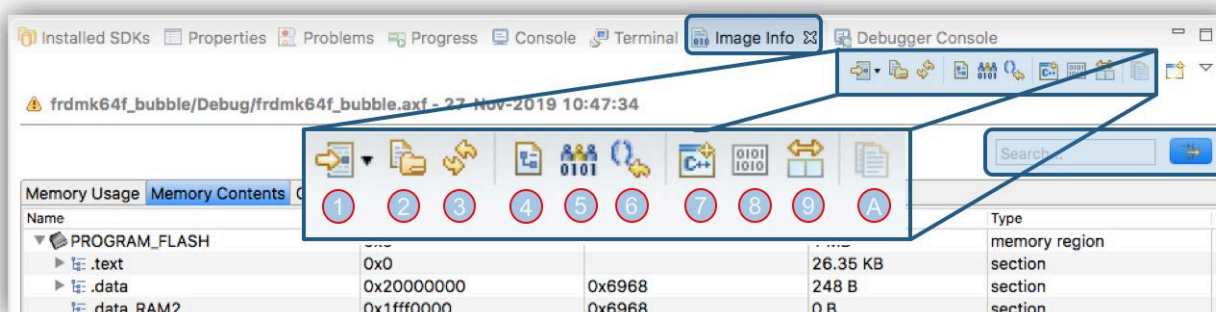 Installed SDKs Properties Problems Progress Console Terminal Image Info Debugger Console
frdmk64f_bubble/Debug/frdmk64f_bubble.axf - 27-Nov-2019 10:47:34
Search...
1 2 3 4 5 6 7 8 9 A
Memory Usage Memory Contents
Name Type
PROGRAM_FLASH memory region
.text 0x0 26.35 KB section
.data 0x20000000 0x6968 248 B section
.data_RAM2 0x1fff0000 0x6968 0 B section